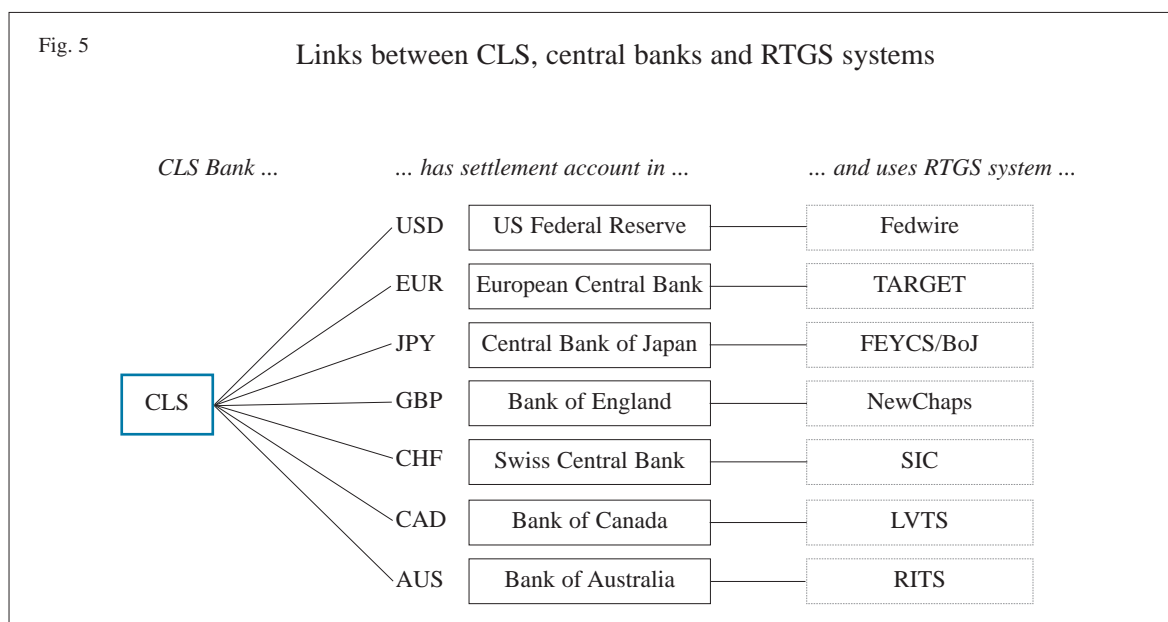 Fig. 5
Links between CLS, central banks and RTGS systems
CLS Bank ... ... has settlement account in ... ... and uses RTGS system ...
USD US Federal Reserve Fedwire
EUR European Central Bank TARGET
JPY Central Bank of Japan FEYCS/BoJ
CLS GBP Bank of England NewChaps
CHF Swiss Central Bank SIC
CAD Bank of Canada LVTS
AUS Bank of Australia RITS